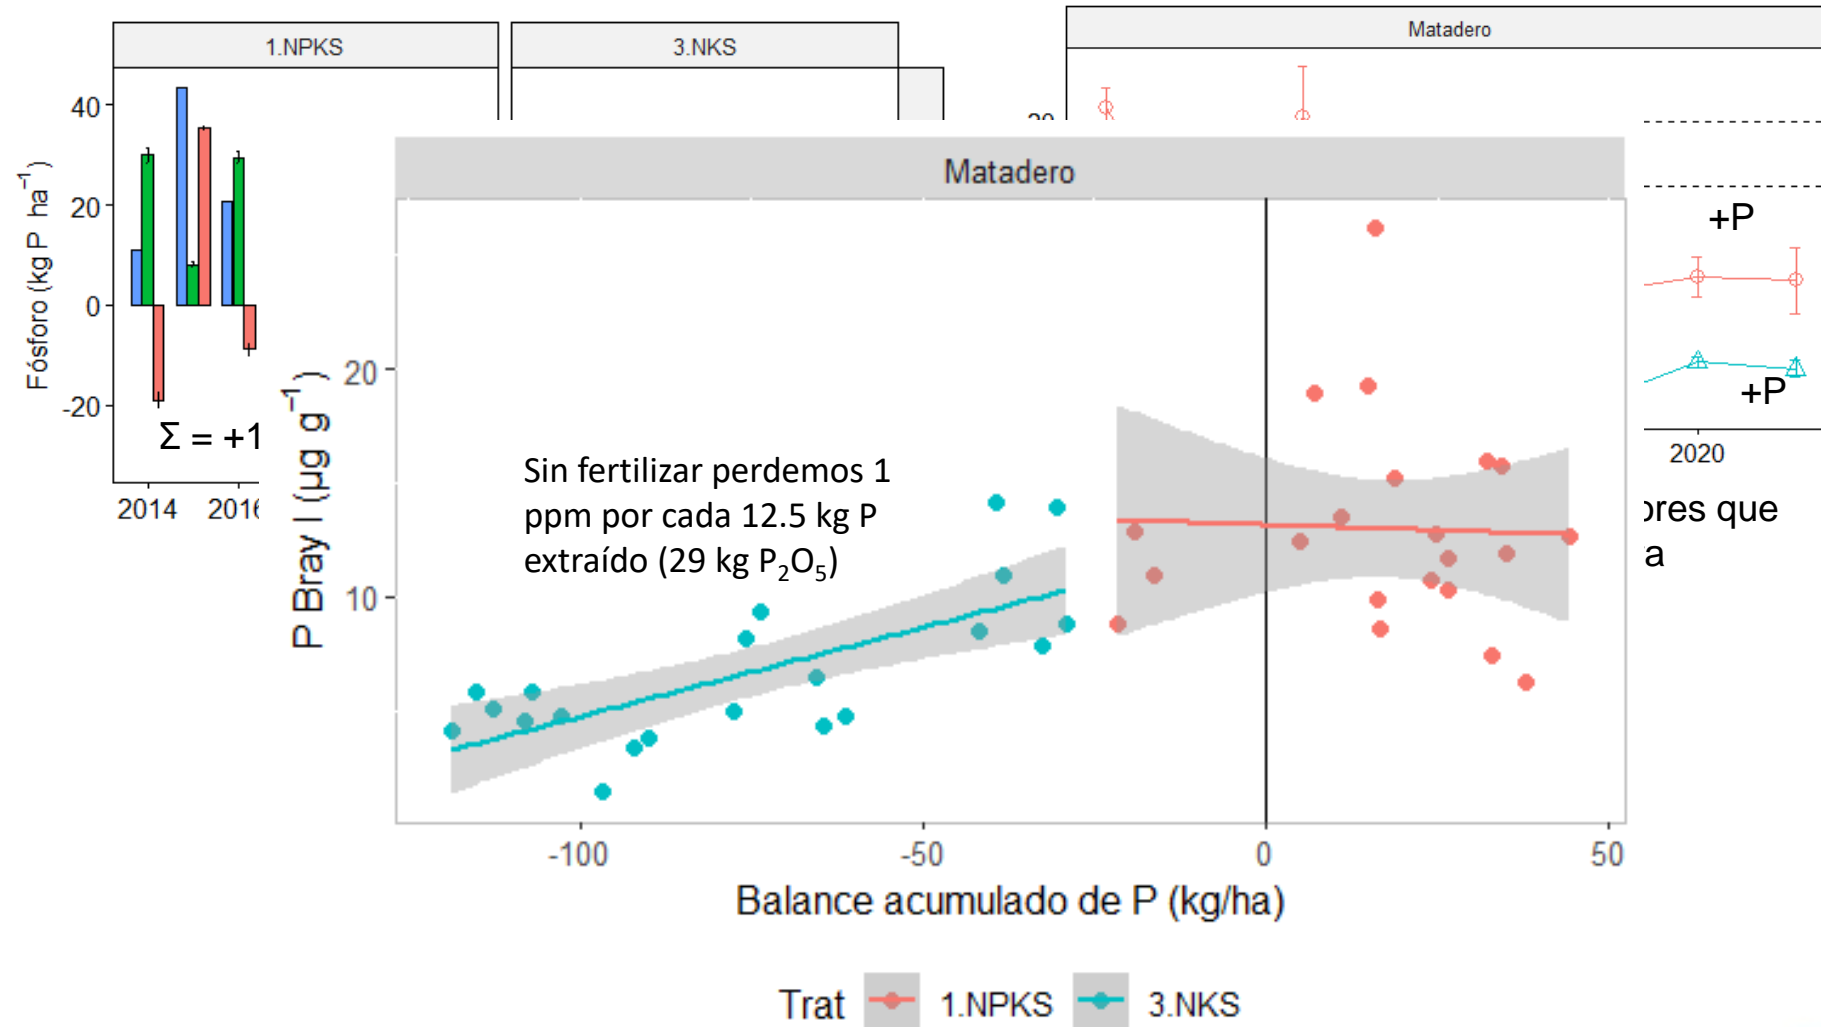 1.NPKS
3.NKS
Matadero
Fósforo (kg P ha⁻¹)
40
20
0
-20
Σ = +1
2014
+P
+P
2020
ores que
a
Matadero
P Bray I (µg g⁻¹)
20
10
Sin fertilizar perdemos 1
ppm por cada 12.5 kg P
extraído (29 kg P₂O₅)
-100
-50
0
50
Balance acumulado de P (kg/ha)
Trat
1.NPKS
3.NKS